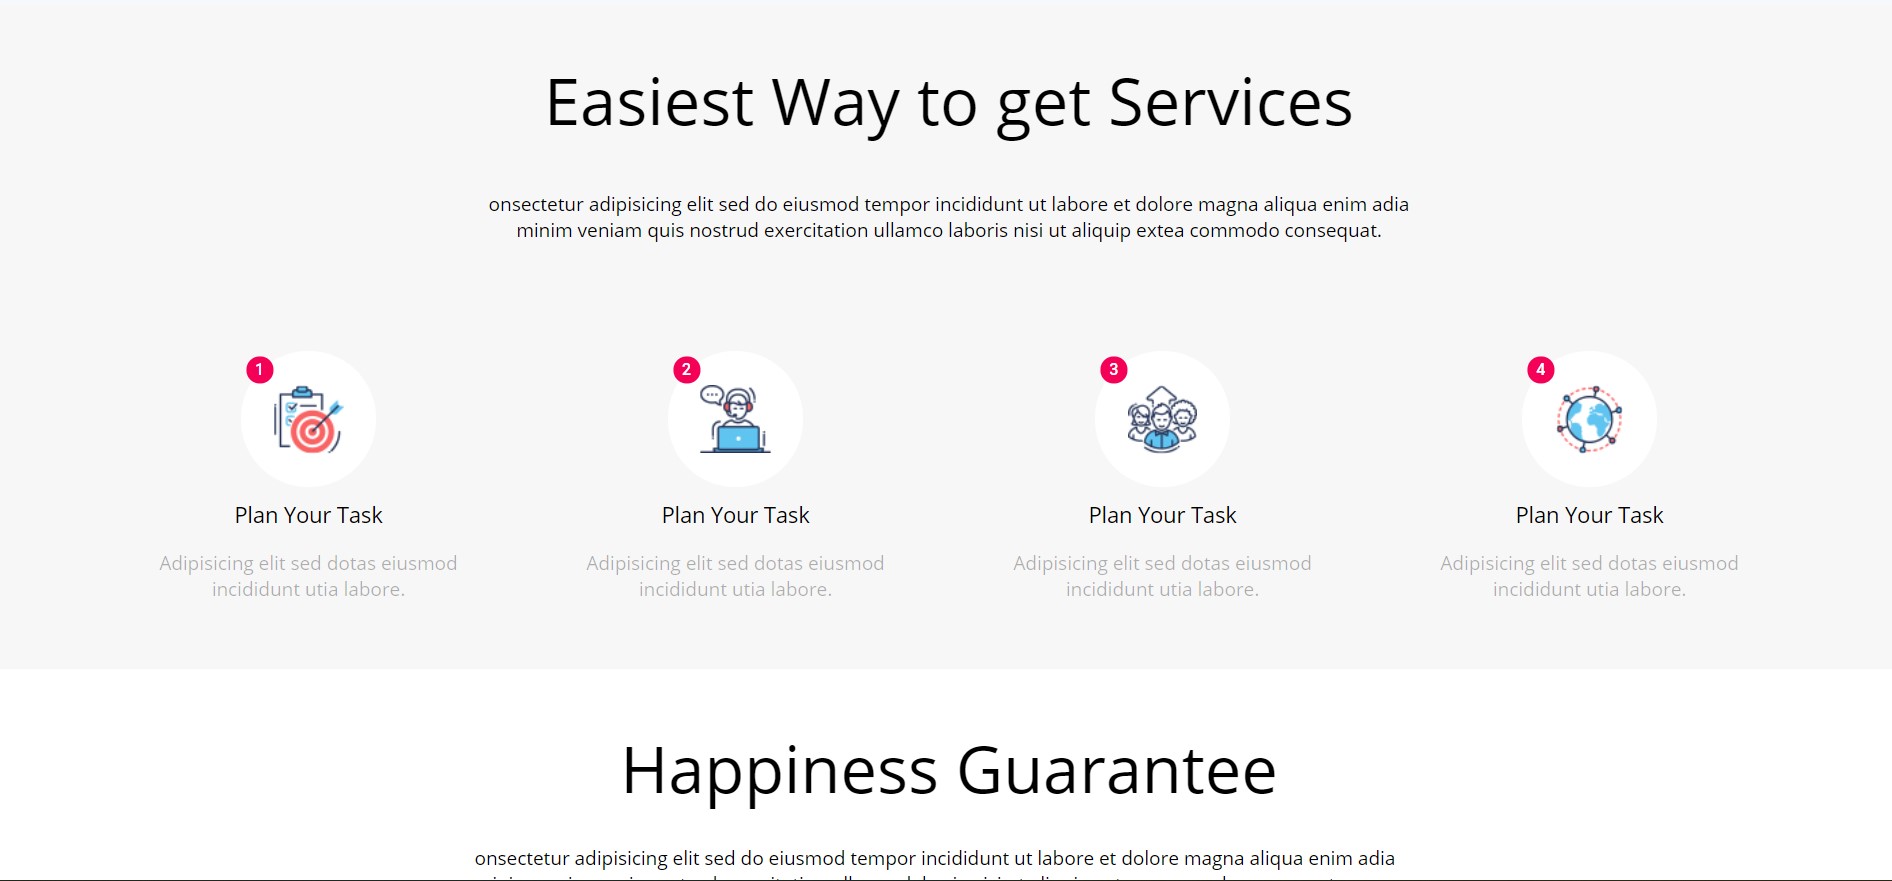 Easiest Way to get Services
onsectetur adipisicing elit sed do eiusmod tempor incididunt ut labore et dolore magna aliqua enim adia
minim veniam quis nostrud exercitation ullamco laboris nisi ut aliquip extea commodo consequat.
1
Plan Your Task
Adipisicing elit sed dotas eiusmod
incididunt utia labore.
2
Plan Your Task
Adipisicing elit sed dotas eiusmod
incididunt utia labore.
3
Plan Your Task
Adipisicing elit sed dotas eiusmod
incididunt utia labore.
4
Plan Your Task
Adipisicing elit sed dotas eiusmod
incididunt utia labore.
Happiness Guarantee
onsectetur adipisicing elit sed do eiusmod tempor incididunt ut labore et dolore magna aliqua enim adia